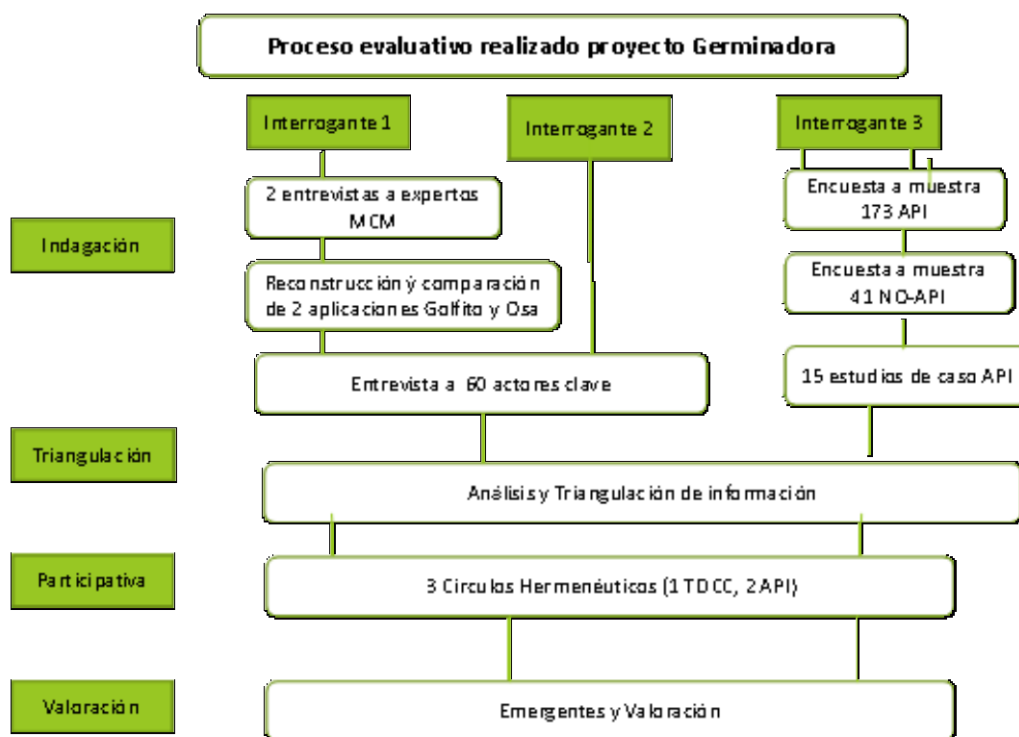 Proceso evaluativo realizado proyecto Germinadora
Interrogante 1
Interrogante 2
Interrogante 3
Indagación
2 entrevistas a expertos
MCM
Reconstrucción y comparación
de 2 aplicaciones Golfito y Osa
Entrevista a 60 actores clave
Encuesta a muestra
173 API
Encuesta a muestra
41 NO-API
15 estudios de caso API
Triangulación
Análisis y Triangulación de información
Participativa
3 Círculos Hermenéuticos (1 TDCC, 2 API)
Valoración
Emergentes y Valoración